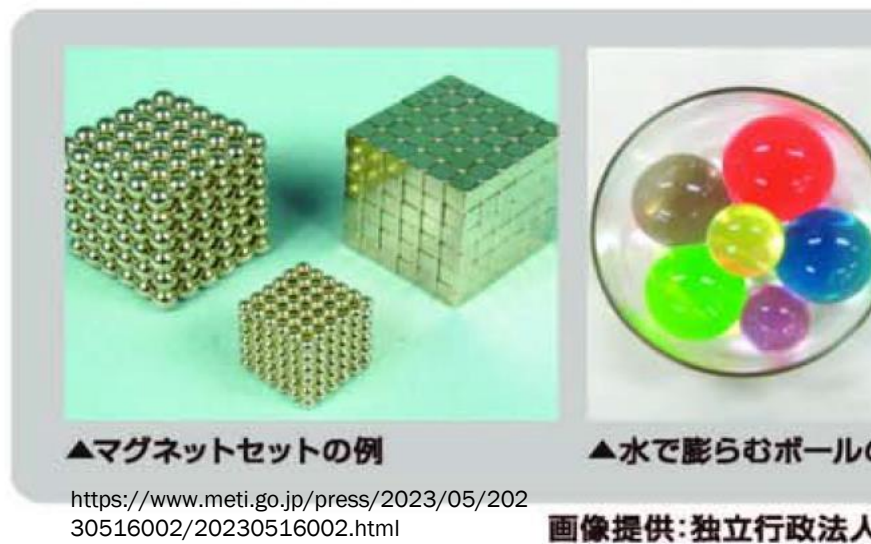 ▲マグネットセットの例
▲水で膨らむボールの
https://www.meti.go.jp/press/2023/05/202
30516002/20230516002.html
画像提供:独立行政法人